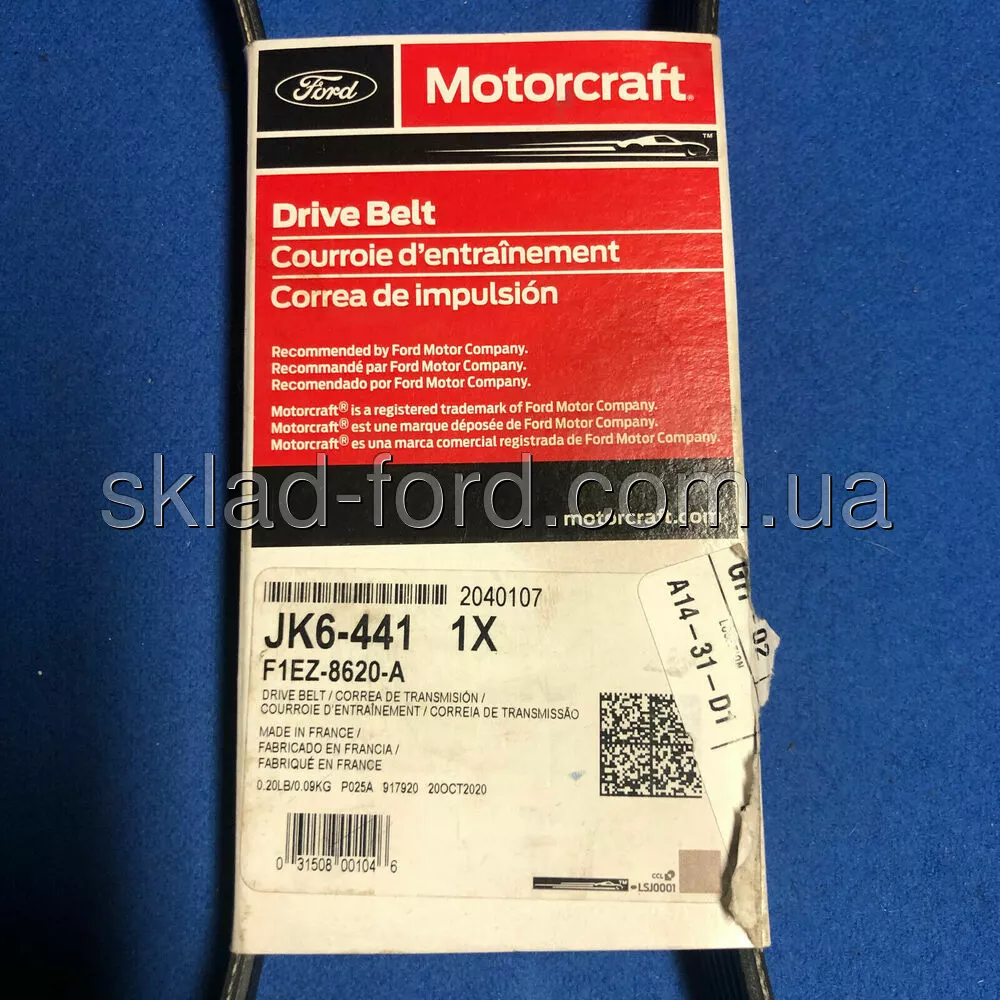 Ford
Motorcraft®
TM
Drive Belt
Courroie d'entraînement
Correa de impulsión
Recommended by Ford Motor Company.
Recommandé par Ford Motor Company.
Recomendado por Ford Motor Company.
Motorcraft® is a registered trademark of Ford Motor Company.
Motorcraft® est une marque déposée de Ford Motor Company.
Motorcraft® es una marca comercial registrada de Ford Motor Company.
sklad-ford.com.ua
motorcraft.com
2040107
JK6-441 1X
F1EZ-8620-A
DRIVE BELT / CORREA DE TRANSMISIÓN /
COURROIE D'ENTRAÎNEMENT / CORREIA DE TRANSMISSÃO
MADE IN FRANCE /
FABRICADO EN FRANCIA /
FABRIQUÉ EN FRANCE
0.20LB/0.09KG P025A 917920 20OCT2020
0 31508 00104 6
TM
CCL
LSJ0001
A14-31-D1
02